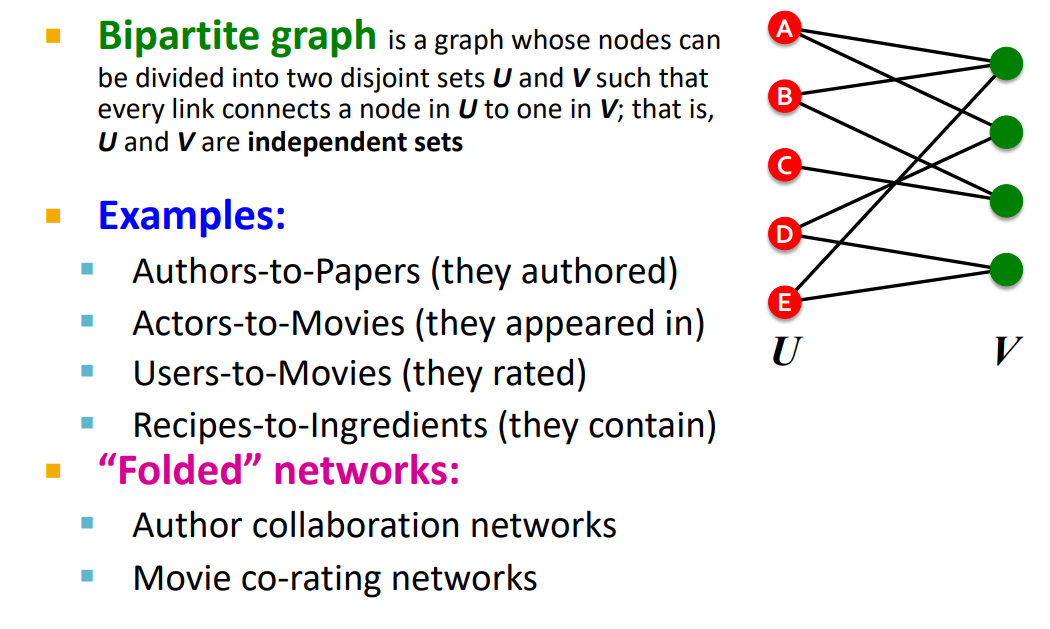 Bipartite graph is a graph whose nodes can
be divided into two disjoint sets U and V such that
every link connects a node in U to one in V; that is,
U and V are independent sets
Examples:
Authors-to-Papers (they authored)
Actors-to-Movies (they appeared in)
Users-to-Movies (they rated)
Recipes-to-Ingredients (they contain)
“Folded” networks:
Author collaboration networks
Movie co-rating networks
A
B
C
D
E
U
V